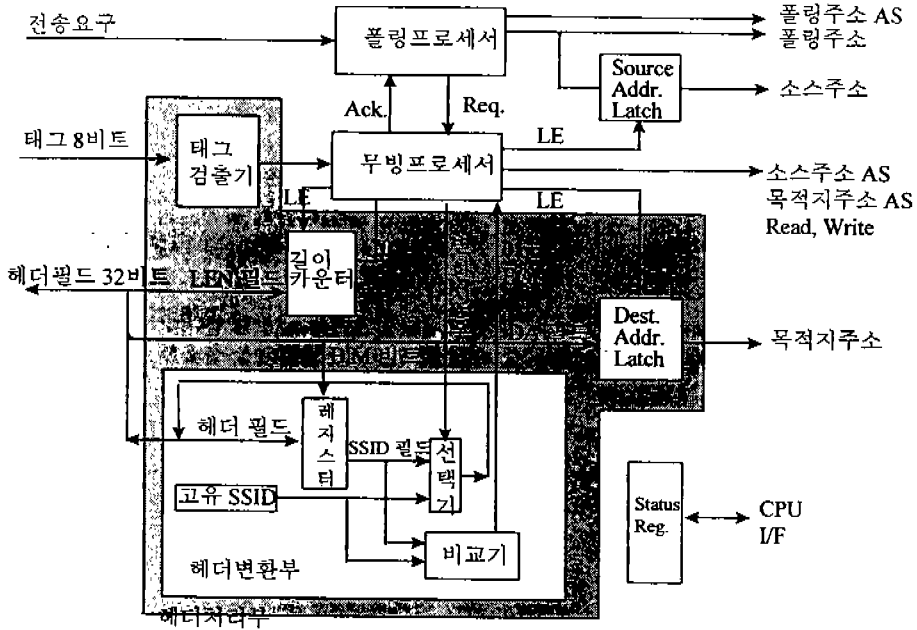 전송요구
폴링프로세서
폴링주소 AS
폴링주소
Source
Addr.
Latch
소스주소
Ack.
Req.
LE
태그 8비트
태그
검출기
무빙프로세서
소스주소 AS
목적지주소 AS
Read, Write
LE
LE
길이
카운터
헤더필드 32비트
LEN 필드
Dest.
Addr.
Latch
목적지주소
헤더 필드
레지스터
SSID 필드
선택기
고유 SSID
비교기
헤더변환부
헤더처리부
Status
Reg.
CPU
I/F